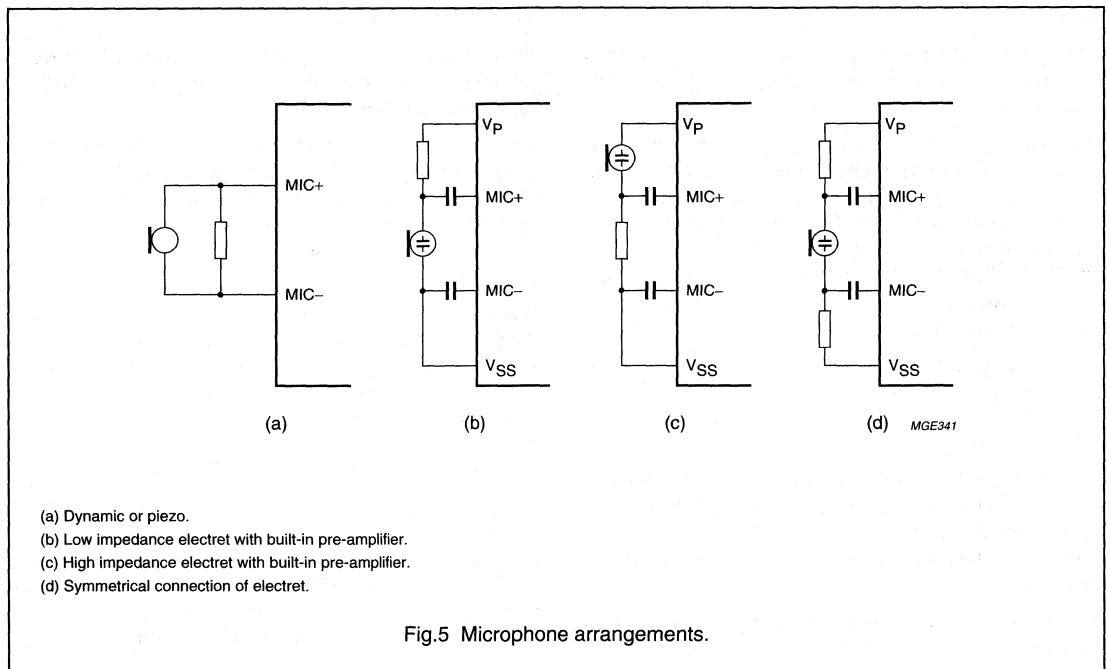 MIC+
MIC−
(a)
VP
MIC+
MIC−
VSS
(b)
VP
MIC+
MIC−
VSS
(c)
VP
MIC+
MIC−
VSS
(d)
MGE341
(a) Dynamic or piezo.
(b) Low impedance electret with built-in pre-amplifier.
(c) High impedance electret with built-in pre-amplifier.
(d) Symmetrical connection of electret.
Fig.5 Microphone arrangements.